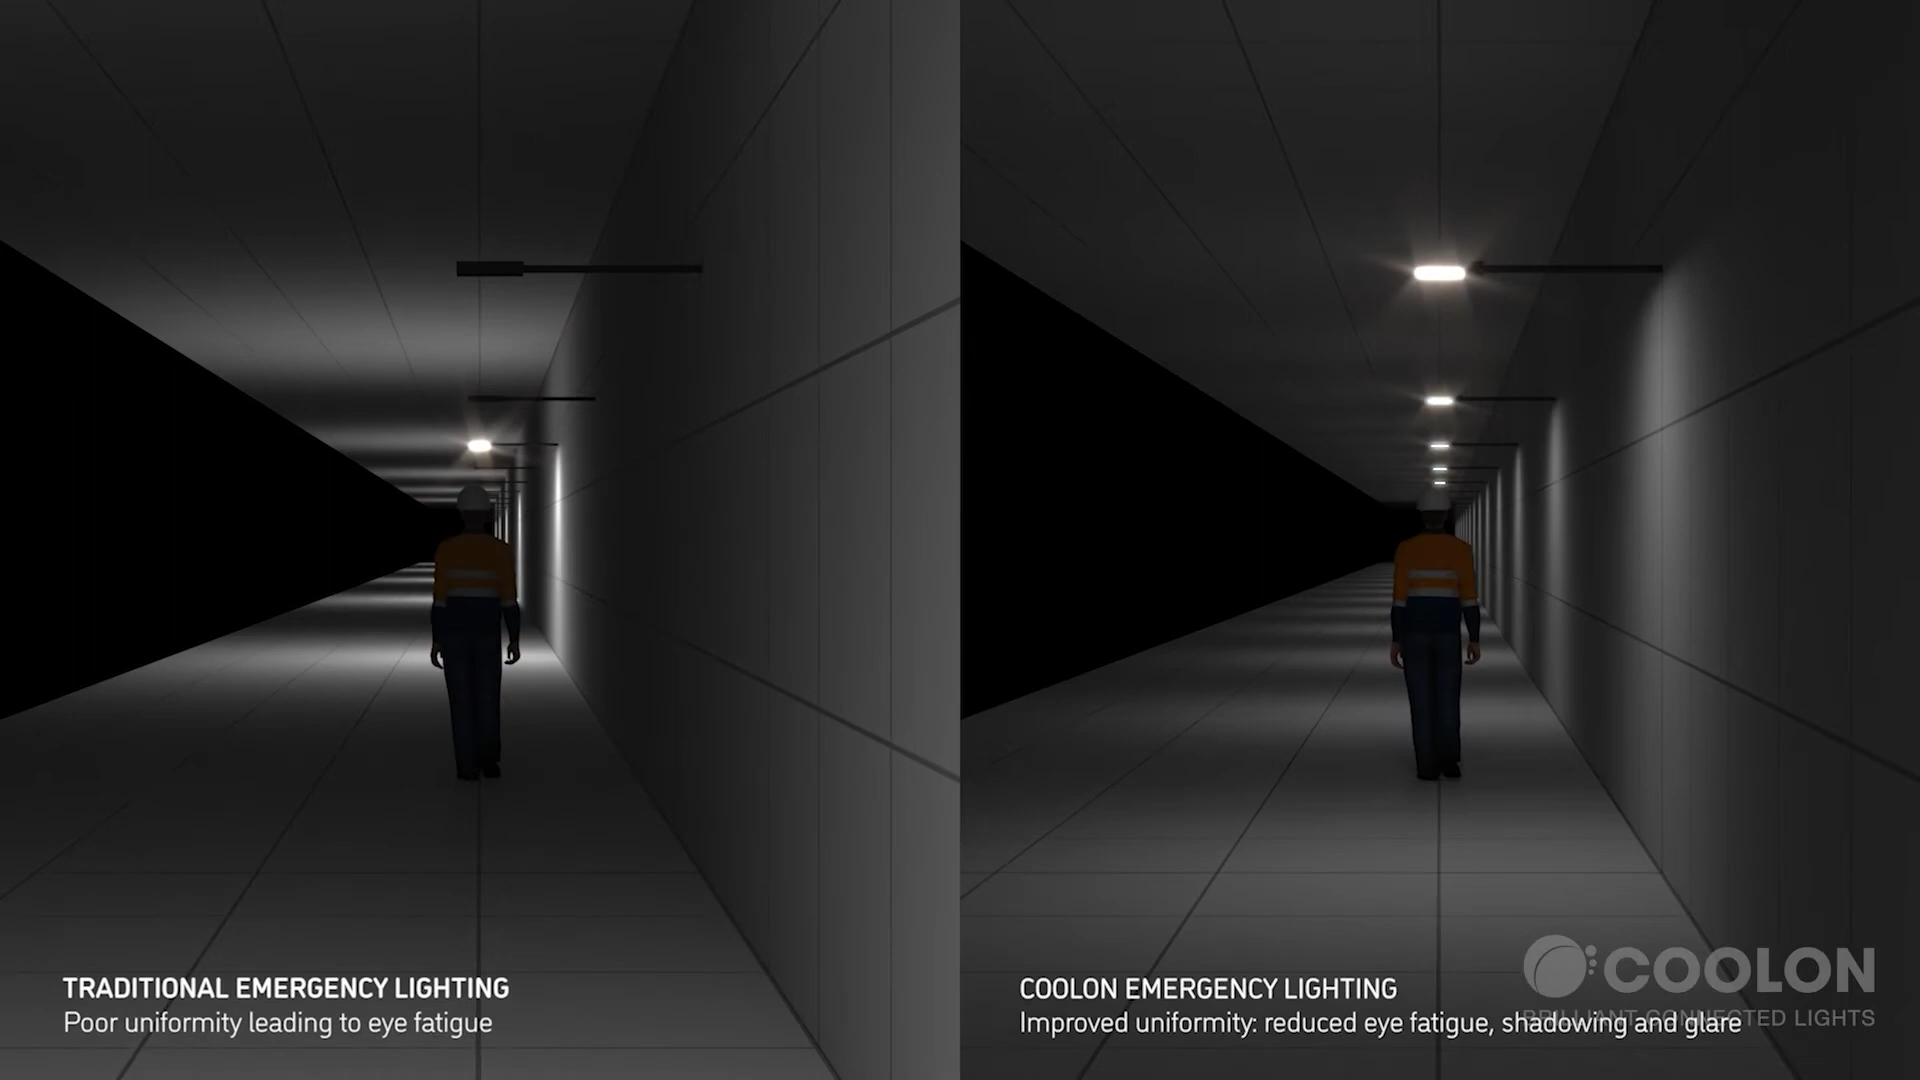 TRADITIONAL EMERGENCY LIGHTING
Poor uniformity leading to eye fatigue
COOLON EMERGENCY LIGHTING
Improved uniformity: reduced eye fatigue, shadowing and glare
COOLON
BRILLIANT CONNECTED LIGHTS